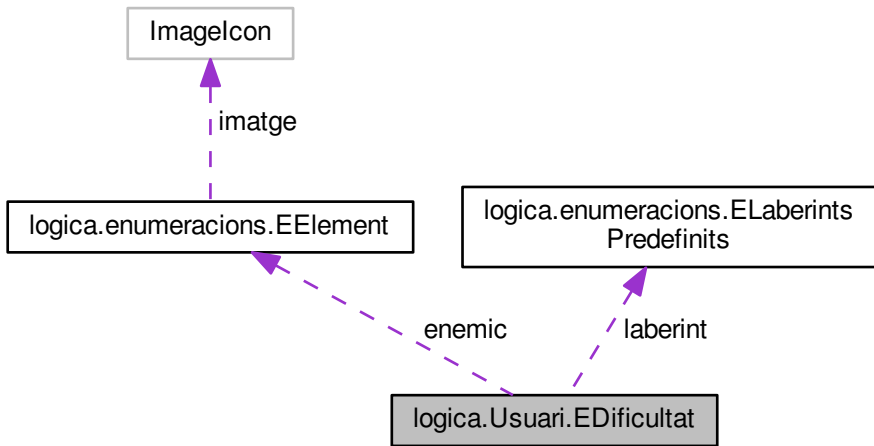 ImageIcon
imatge
logica.enumeracions.EElement
logica.enumeracions.ELaberints
Predefinits
enemic
laberint
logica.Usuari.EDificultat